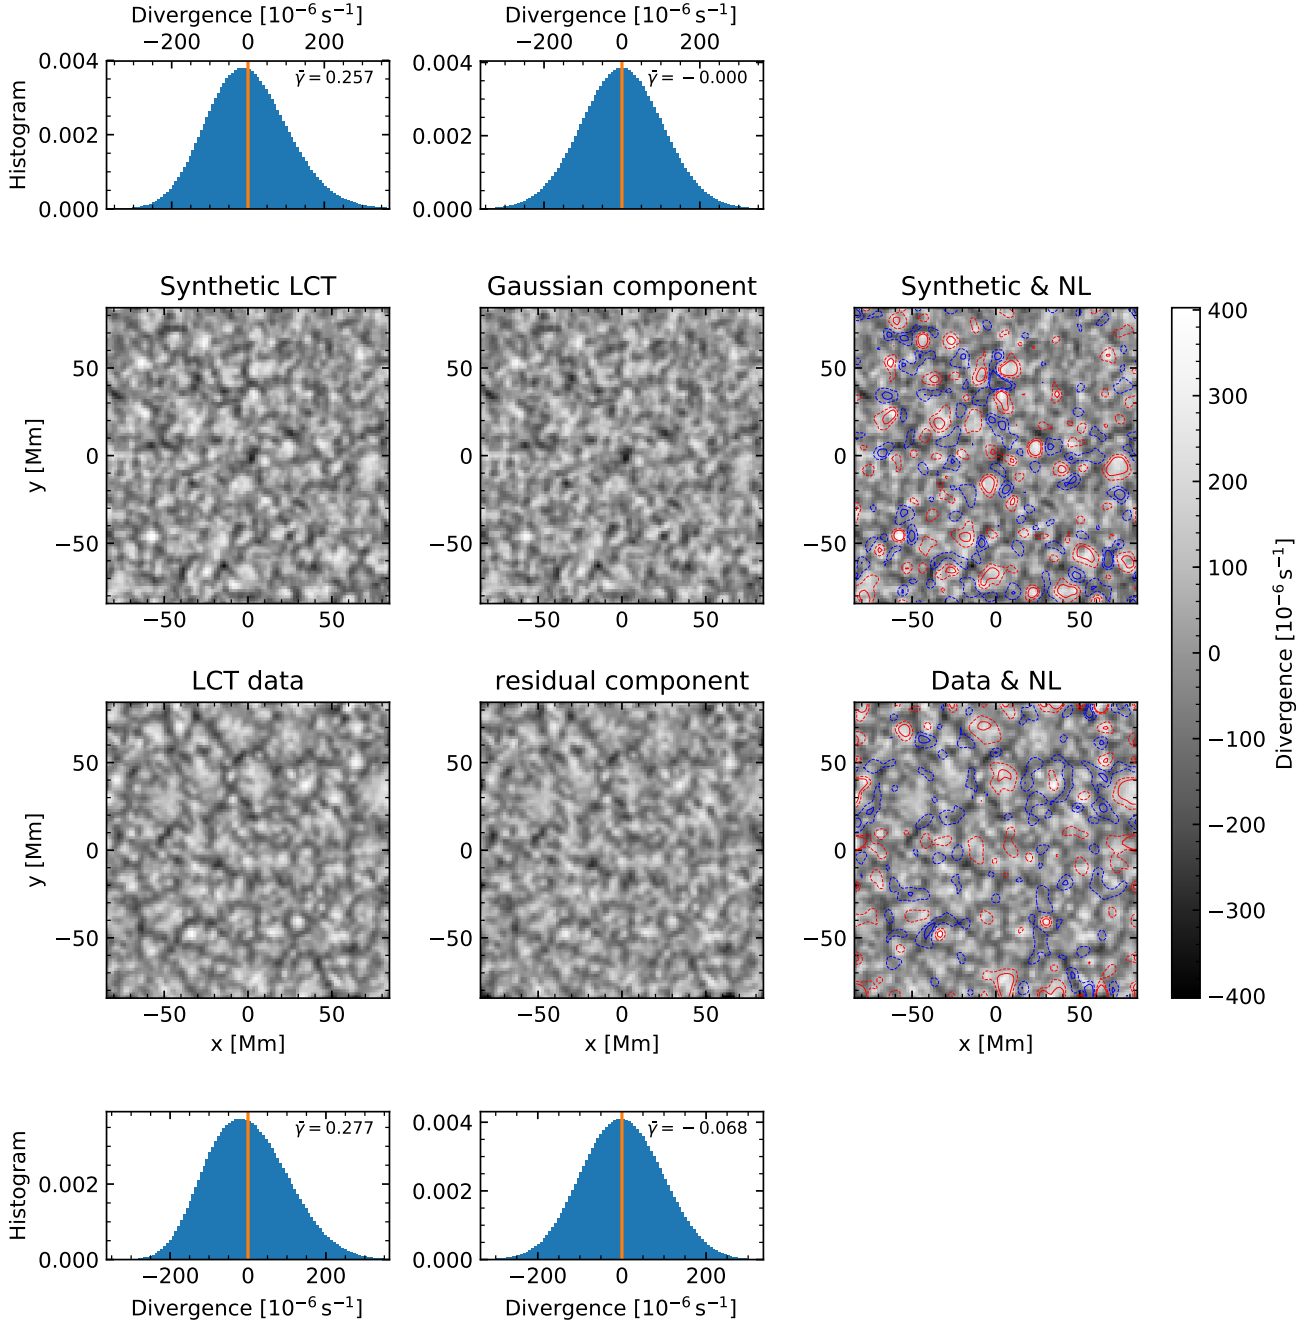 Divergence [10⁻⁶ s⁻¹] Divergence [10⁻⁶ s⁻¹]
−200 0 200 −200 0 200
0.004 0.004
γ̄ = 0.257 γ̄ = −0.000
Histogram
0.002 0.002
0.000 0.000
Synthetic LCT Gaussian component Synthetic & NL
y [Mm]
50 50 50
0 0 0
−50 −50 −50
−50 0 50 −50 0 50 −50 0 50
400
300
200
100
0
−100
−200
−300
−400
Divergence [10⁻⁶ s⁻¹]
LCT data residual component Data & NL
y [Mm]
50 50 50
0 0 0
−50 −50 −50
−50 0 50 −50 0 50 −50 0 50
x [Mm] x [Mm] x [Mm]
γ̄ = 0.277 γ̄ = −0.068
Histogram
0.004
0.002 0.002
0.000 0.000
−200 0 200 −200 0 200
Divergence [10⁻⁶ s⁻¹] Divergence [10⁻⁶ s⁻¹]